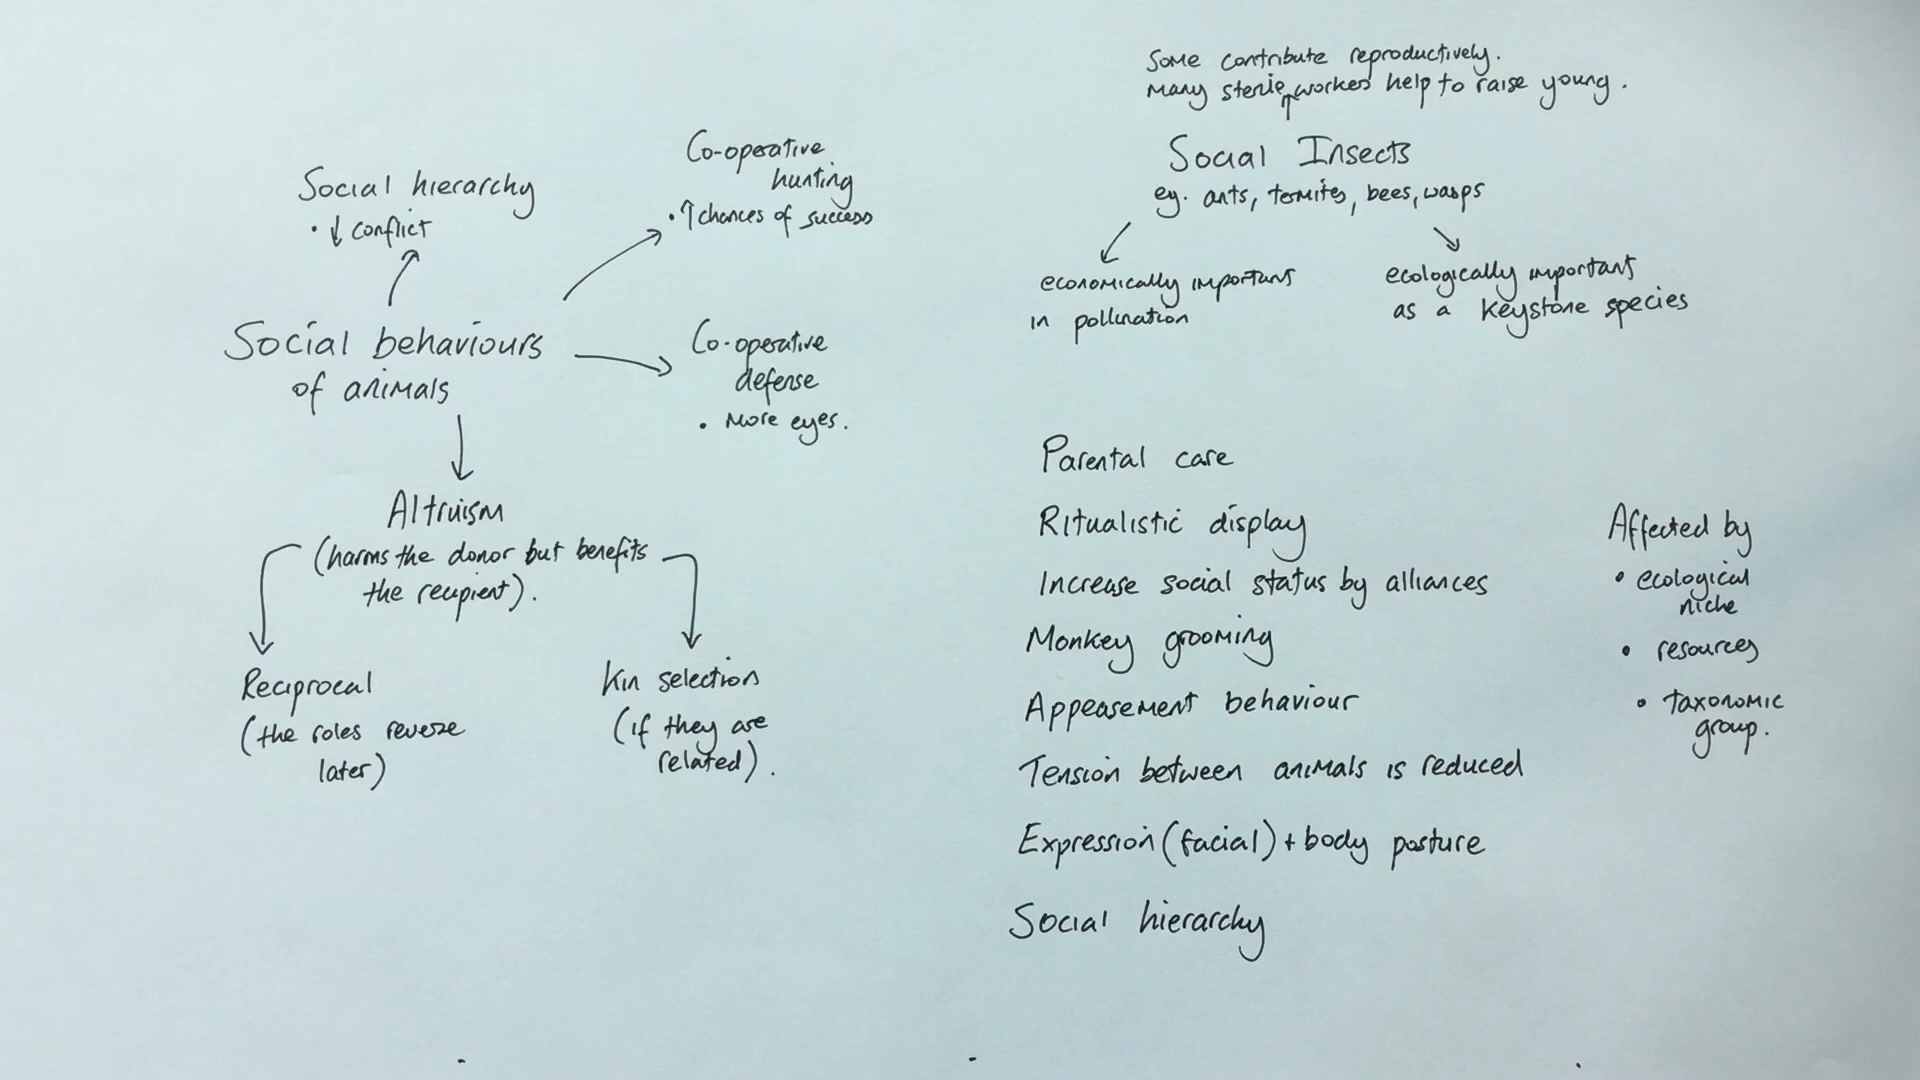 Social hierarchy
• ↓ conflict
Co-operative
hunting
• ↑ chances of success
Social behaviours
of animals
Co-operative
defense
• More eyes.
Altruism
(harms the donor but benefits
the recipient).
Reciprocal
(the roles reverse
later)
Kin selection
(if they are
related).
Some contribute reproductively.
Many sterile workers help to raise young.
Social Insects
eg. ants, termites, bees, wasps
economically important
in pollination
ecologically important
as a keystone species
Parental care
Ritualistic display
Increase social status by alliances
Monkey grooming
Appeasement behaviour
Tension between animals is reduced
Expression (facial) + body posture
Social hierarchy
Affected by
• ecological
niche
• resources
• taxonomic
group.